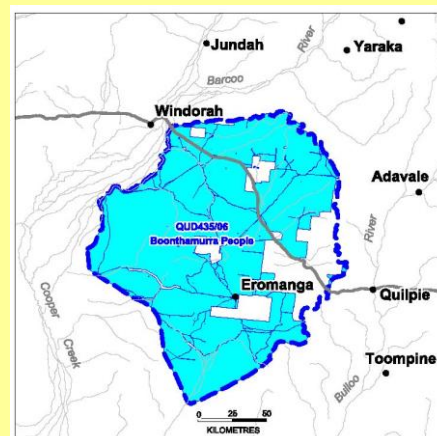 Jundah
River
Yaraka
Barcoo
Windorah
Adavale
QUD435/06
Boonthamurra People
River
Eromanga
Quilpie
Cooper
Creek
Toompine
Bulloo
0 25 50
KILOMETRES